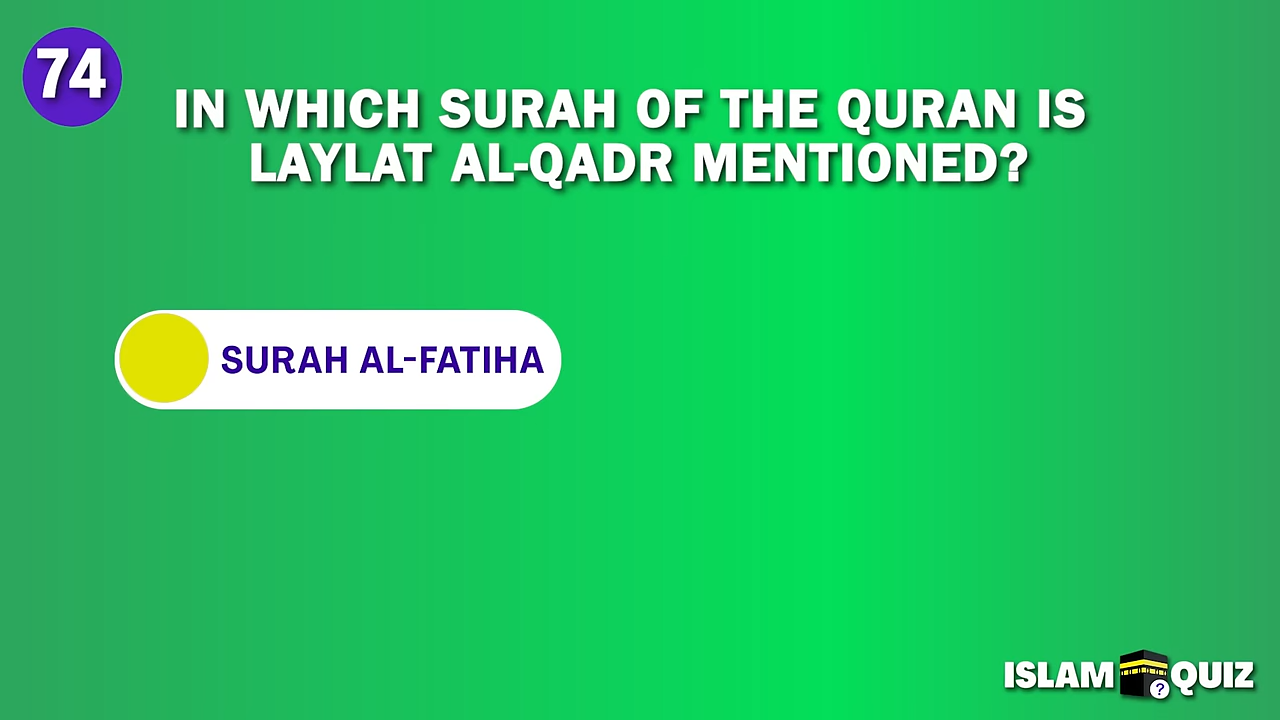 74
IN WHICH SURAH OF THE QURAN IS
LAYLAT AL-QADR MENTIONED?
SURAH AL-FATIHA
ISLAM ? QUIZ